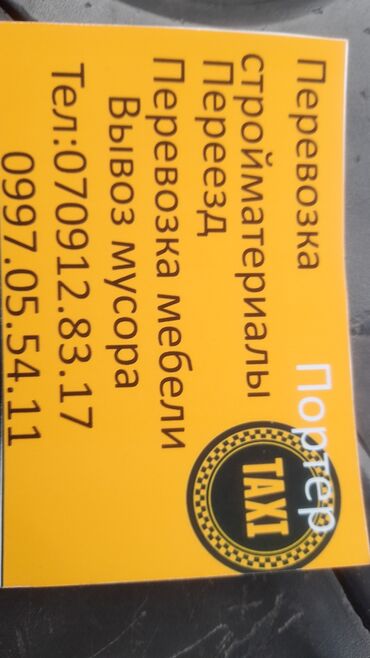 Перевозка Портер
стройматериалы
Переезд
Перевозка мебели
Вывоз мусора
Тел:070912.83.17
0997.05.54.11
TAXI